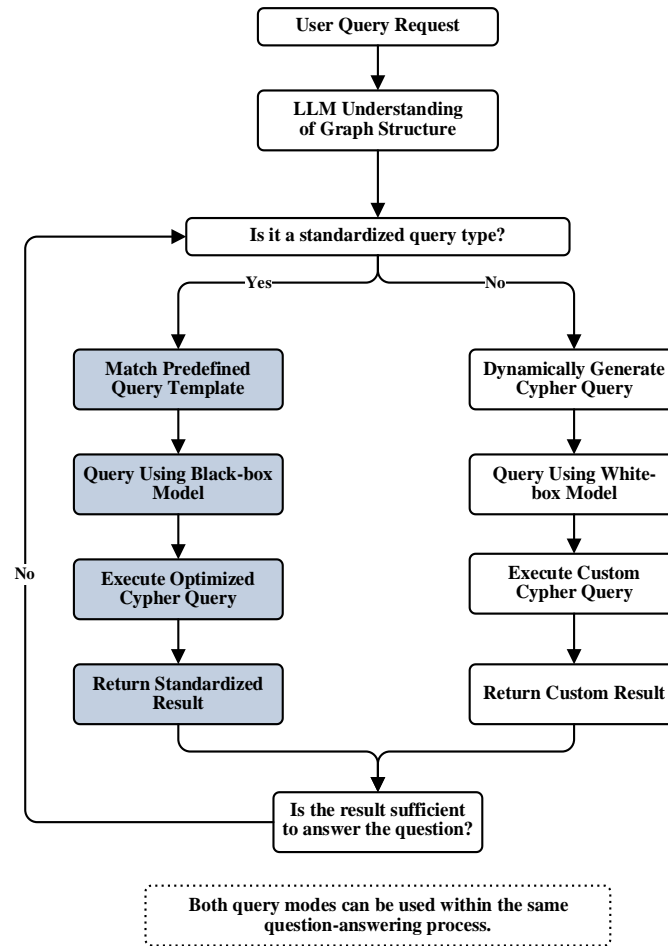 User Query Request
LLM Understanding
of Graph Structure
Is it a standardized query type?
Yes
No
Match Predefined
Query Template
Dynamically Generate
Cypher Query
Query Using Black-box
Model
Query Using White-
box Model
No
Execute Optimized
Cypher Query
Execute Custom
Cypher Query
Return Standardized
Result
Return Custom Result
Is the result sufficient
to answer the question?
Both query modes can be used within the same
question-answering process.